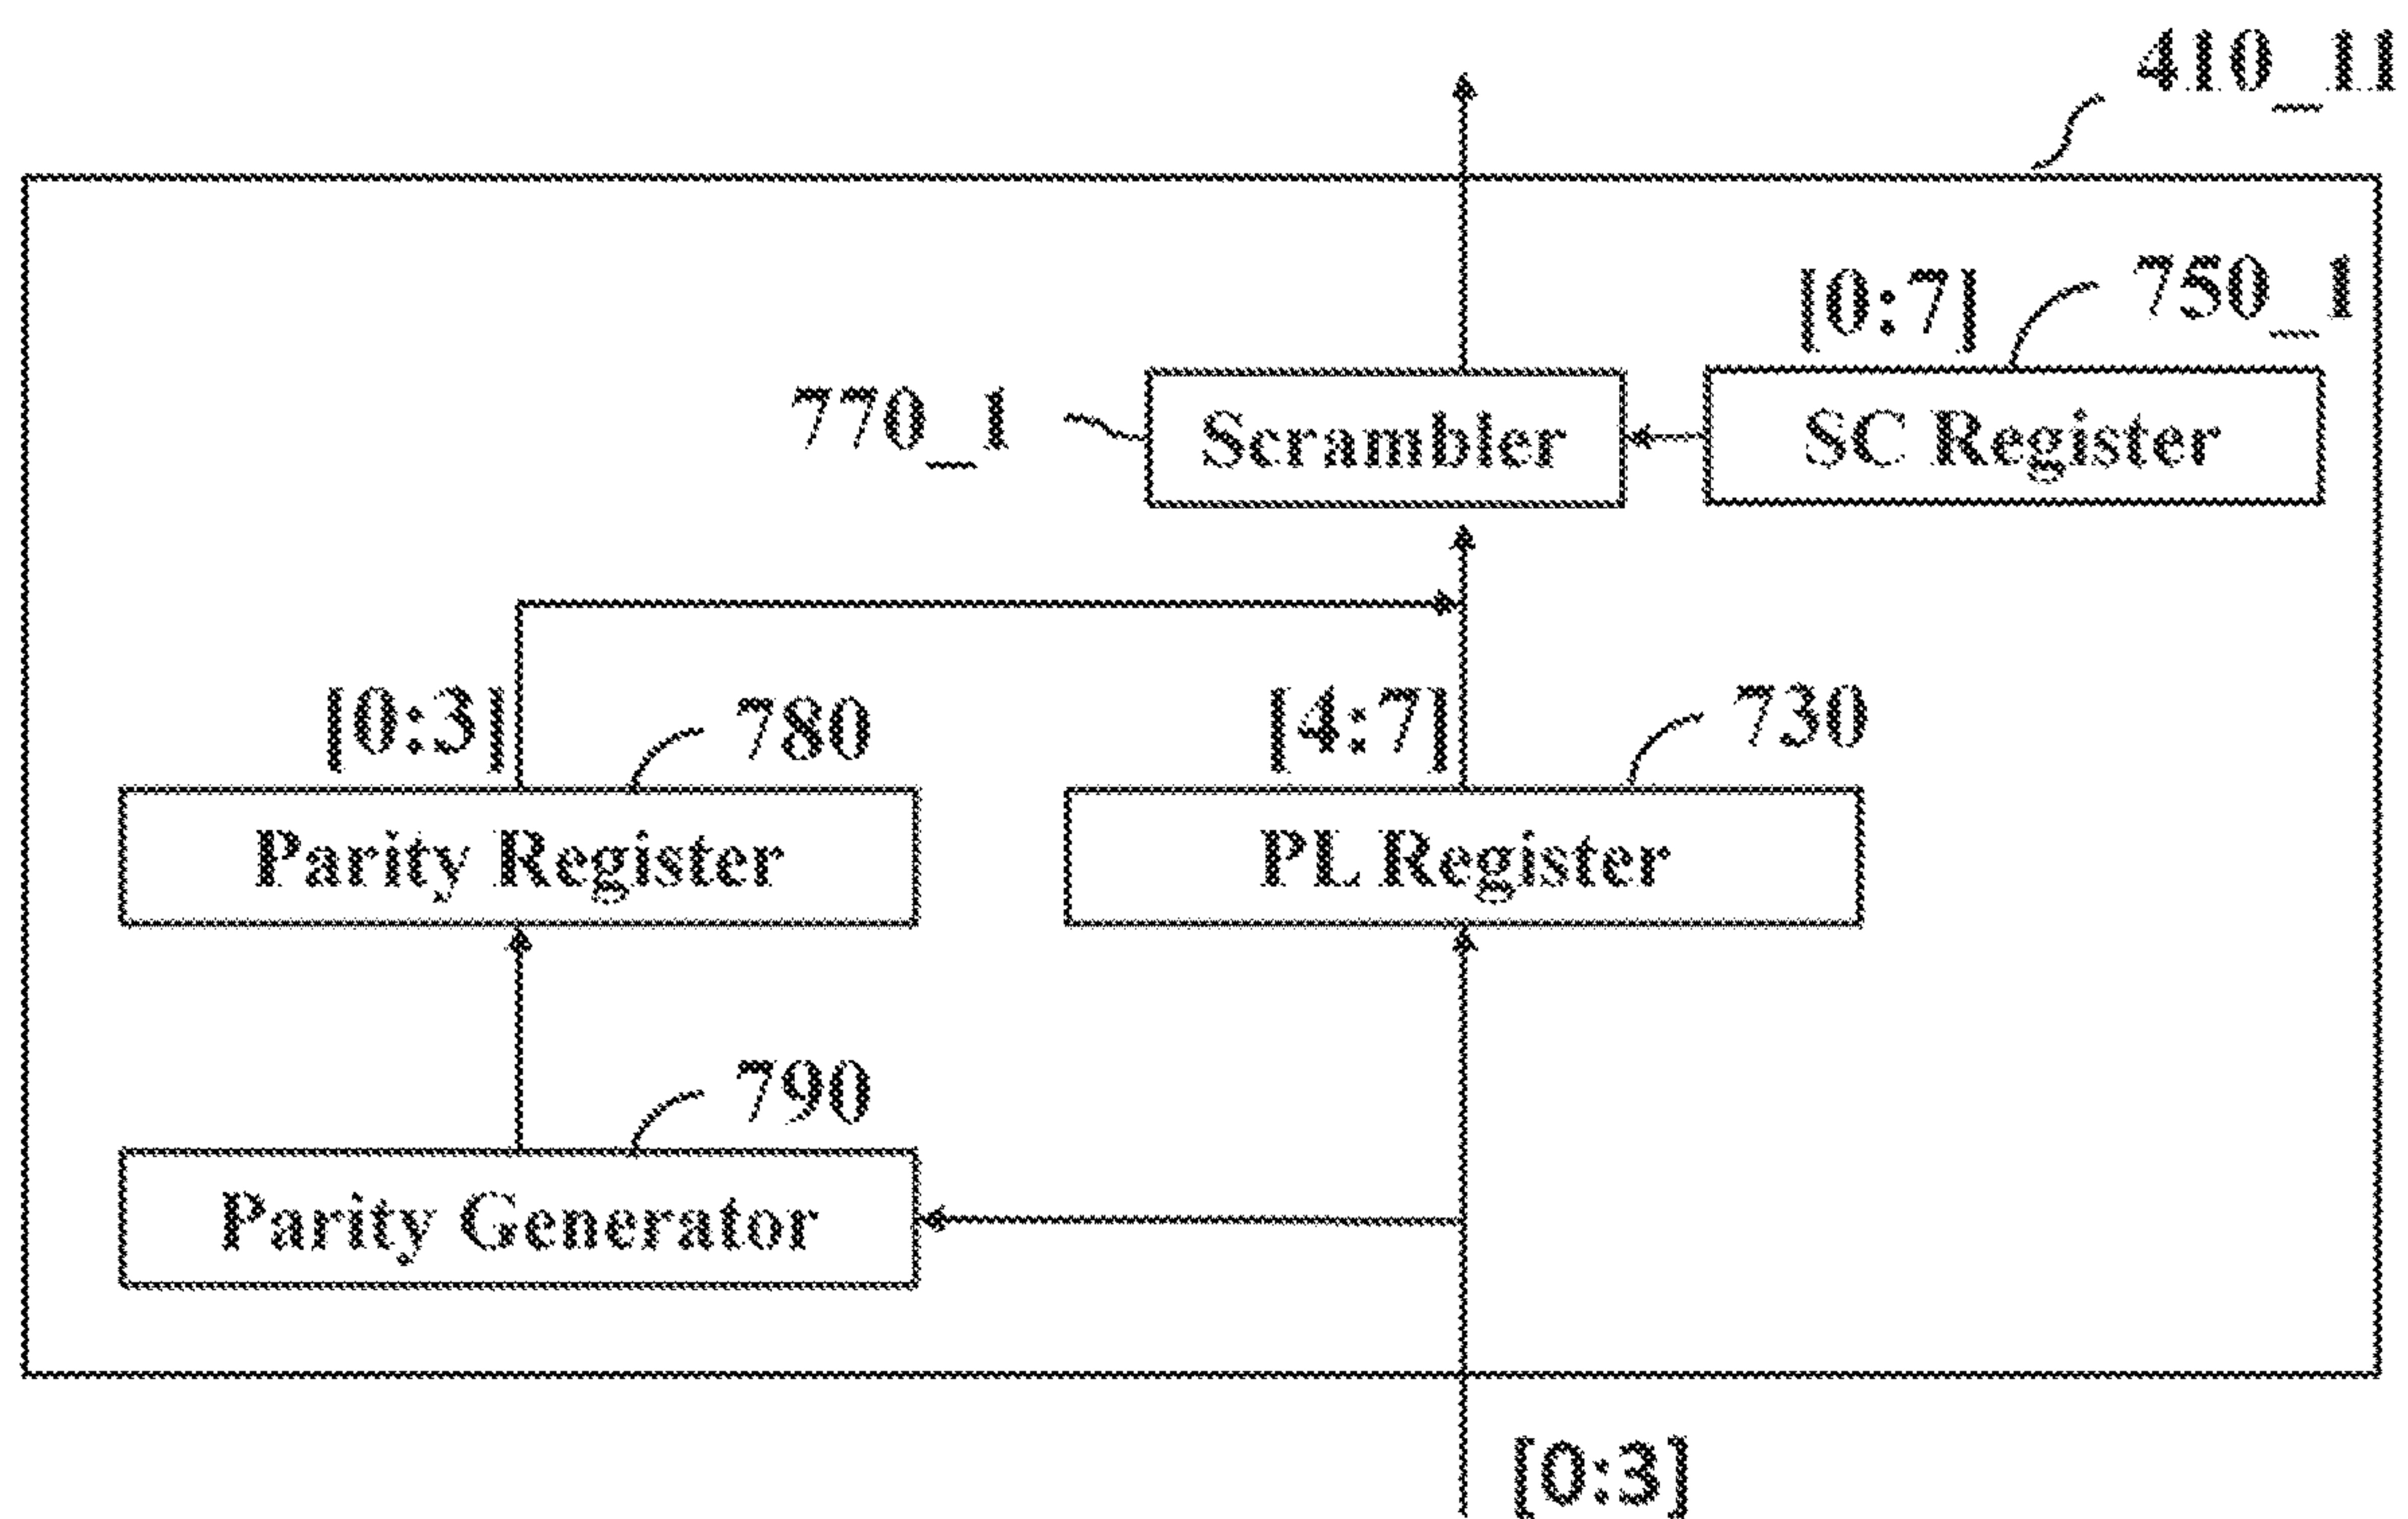 410_11
[0:7] 750_1
770_1 Scrambler SC Register
[0:3] 780 [4:7] 730
Parity Register PL Register
790
Parity Generator
[0:3]